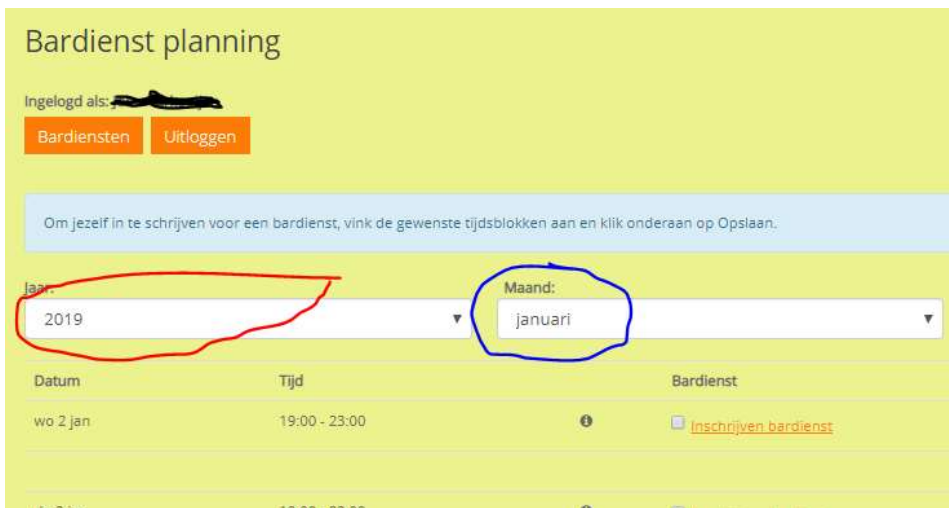 Bardienst planning
Ingelogd als:
Bardiensten Uitloggen
Om jezelf in te schrijven voor een bardienst, vink de gewenste tijdsblokken aan en klik onderaan op Opslaan.
Jaar: Maand:
2019 januari
Datum Tijd Bardienst
wo 2 jan 19:00 - 23:00 Inschrijven bardienst